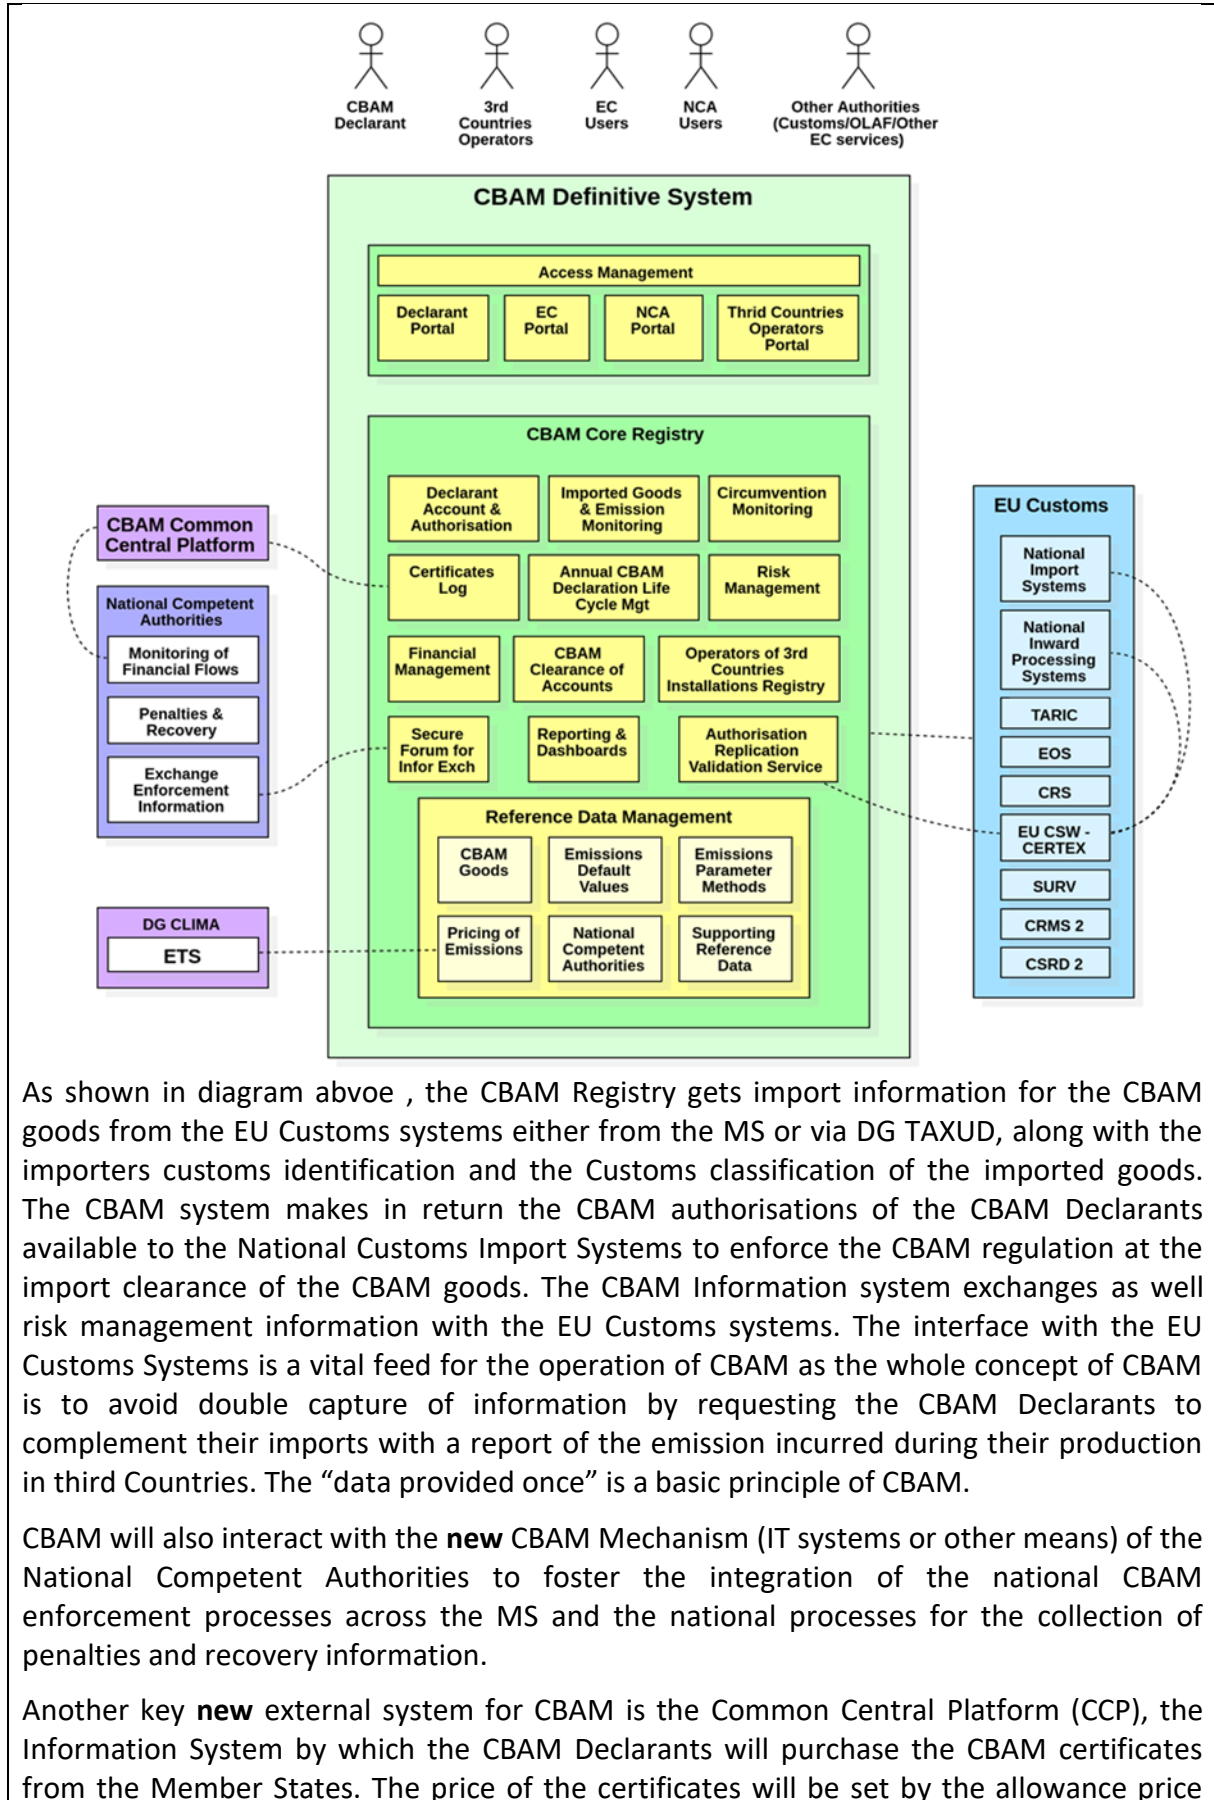 CBAM
Declarant
3rd
Countries
Operators
EC
Users
NCA
Users
Other Authorities
(Customs/OLAF/Other
EC services)
CBAM Definitive System
Access Management
Declarant
Portal
EC
Portal
NCA
Portal
Thrid Countries
Operators
Portal
CBAM Core Registry
Declarant
Account &
Authorisation
Imported Goods
& Emission
Monitoring
Circumvention
Monitoring
Certificates
Log
Annual CBAM
Declaration Life
Cycle Mgt
Risk
Management
Financial
Management
CBAM
Clearance of
Accounts
Operators of 3rd
Countries
Installations Registry
Secure
Forum for
Infor Exch
Reporting &
Dashboards
Authorisation
Replication
Validation Service
Reference Data Management
CBAM
Goods
Emissions
Default
Values
Emissions
Parameter
Methods
Pricing of
Emissions
National
Competent
Authorities
Supporting
Reference
Data
CBAM Common
Central Platform
National Competent
Authorities
Monitoring of
Financial Flows
Penalties &
Recovery
Exchange
Enforcement
Information
DG CLIMA
ETS
EU Customs
National
Import
Systems
National
Inward
Processing
Systems
TARIC
EOS
CRS
EU CSW -
CERTEX
SURV
CRMS 2
CSRD 2
As shown in diagram abvoe , the CBAM Registry gets import information for the CBAM
goods from the EU Customs systems either from the MS or via DG TAXUD, along with the
importers customs identification and the Customs classification of the imported goods.
The CBAM system makes in return the CBAM authorisations of the CBAM Declarants
available to the National Customs Import Systems to enforce the CBAM regulation at the
import clearance of the CBAM goods. The CBAM Information system exchanges as well
risk management information with the EU Customs systems. The interface with the EU
Customs Systems is a vital feed for the operation of CBAM as the whole concept of CBAM
is to avoid double capture of information by requesting the CBAM Declarants to
complement their imports with a report of the emission incurred during their production
in third Countries. The “data provided once” is a basic principle of CBAM.
CBAM will also interact with the new CBAM Mechanism (IT systems or other means) of the
National Competent Authorities to foster the integration of the national CBAM
enforcement processes across the MS and the national processes for the collection of
penalties and recovery information.
Another key new external system for CBAM is the Common Central Platform (CCP), the
Information System by which the CBAM Declarants will purchase the CBAM certificates
from the Member States. The price of the certificates will be set by the allowance price